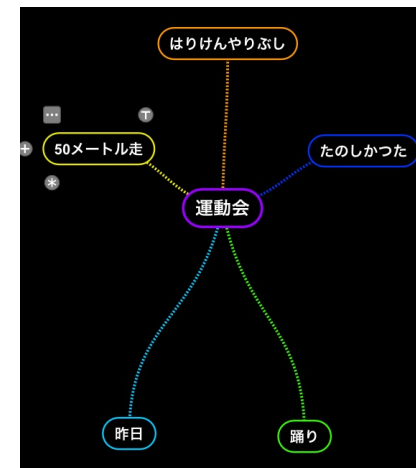 はりけんやりぶし
50メートル走
たのしかつた
運動会
昨日
踊り